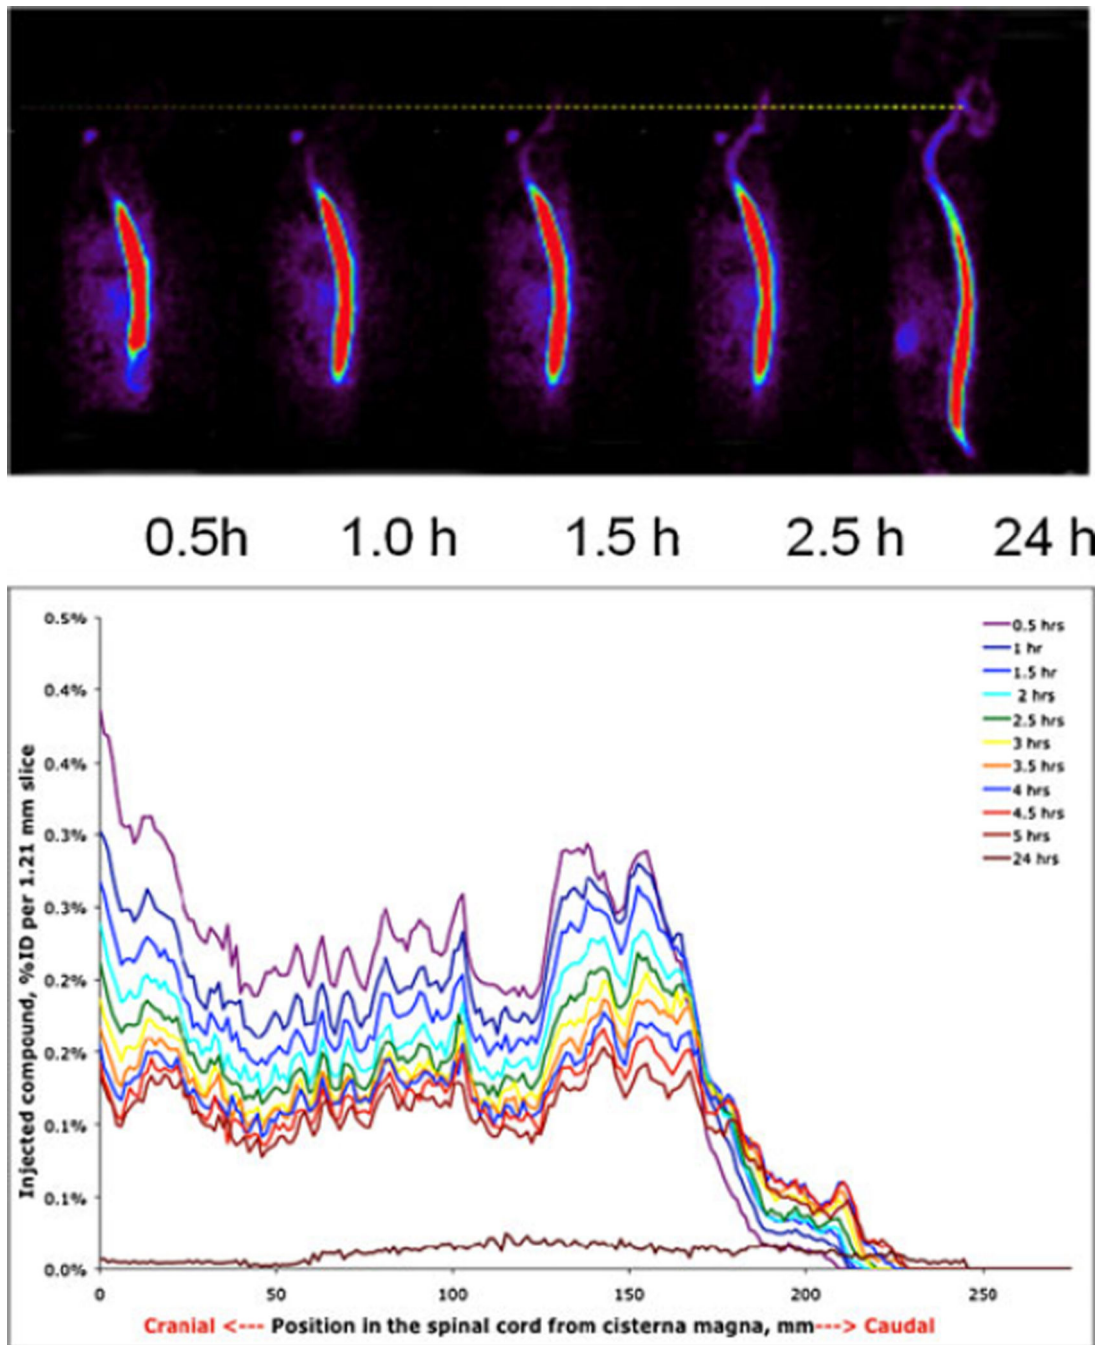 0.5h 1.0 h 1.5 h 2.5 h 24 h
0.5%
0.4%
0.4%
0.3%
0.3%
0.2%
0.2%
0.1%
0.1%
0.0%
Injected compound, %ID per 1.21 mm slice
0.5 hrs
1 hr
1.5 hr
2 hrs
2.5 hrs
3 hrs
3.5 hrs
4 hrs
4.5 hrs
5 hrs
24 hrs
0 50 100 150 200 250
Cranial <--- Position in the spinal cord from cisterna magna, mm---> Caudal